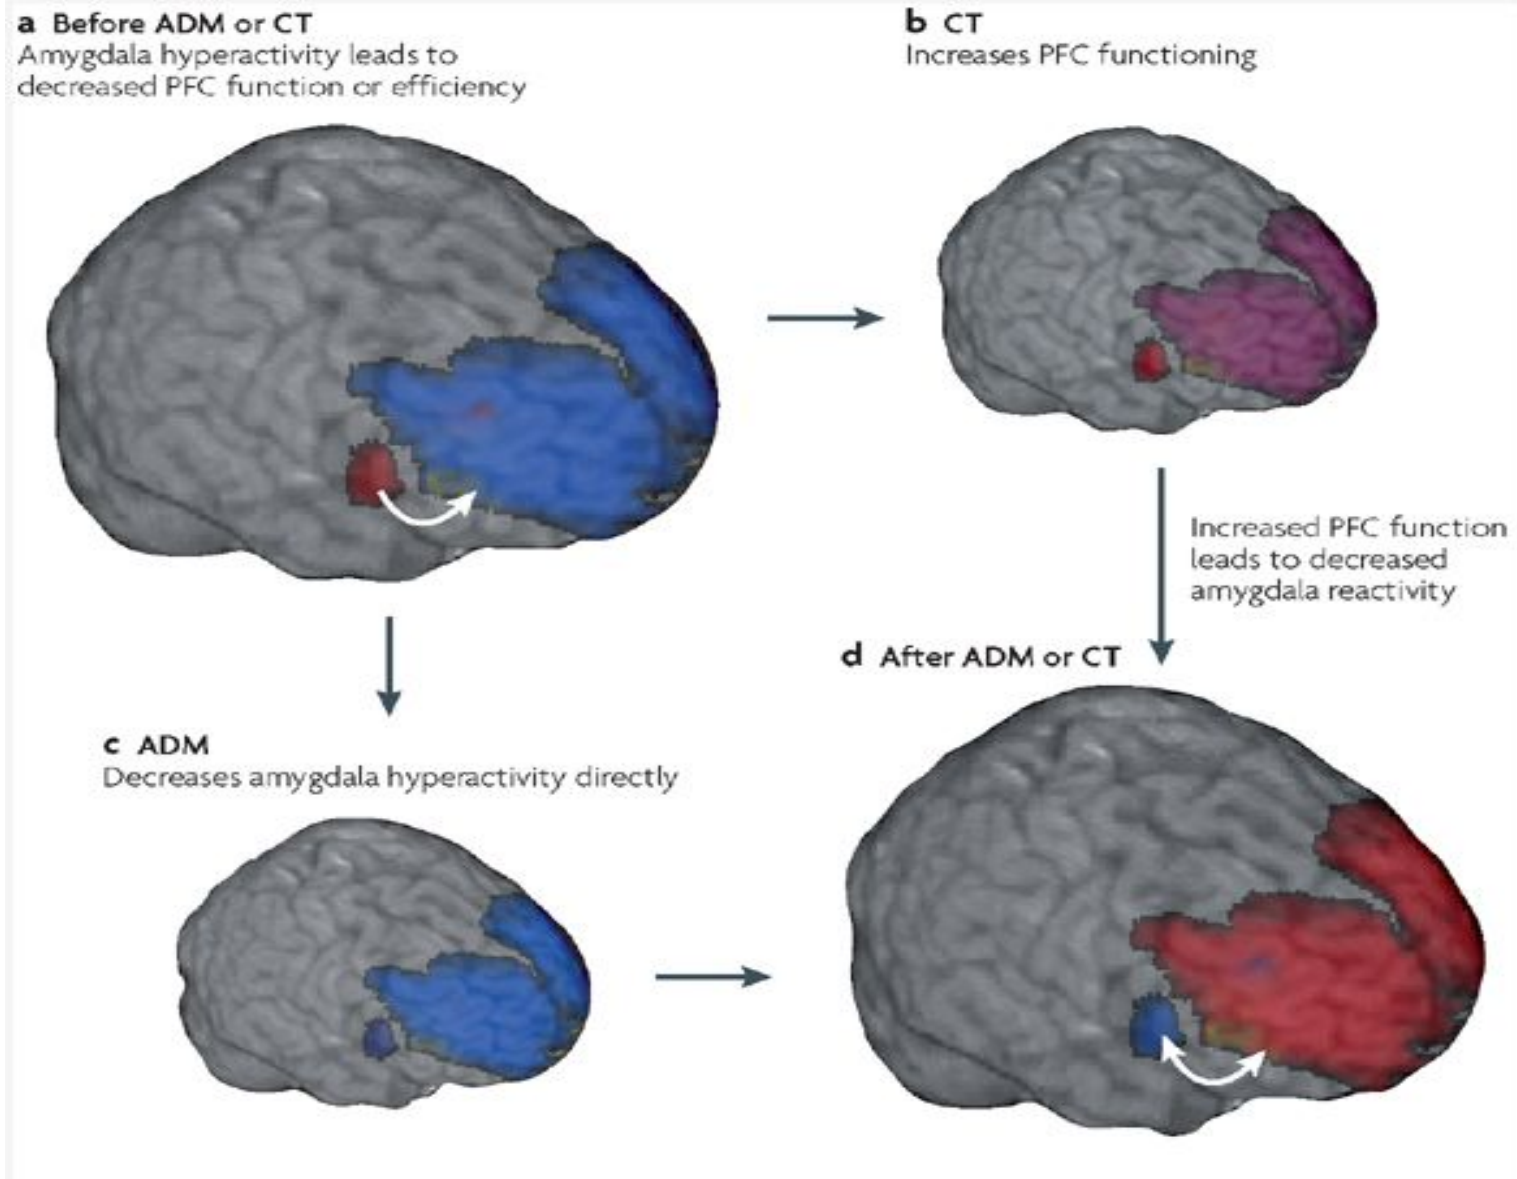 a Before ADM or CT
Amygdala hyperactivity leads to
decreased PFC function or efficiency
b CT
Increases PFC functioning
Increased PFC function
leads to decreased
amygdala reactivity
d After ADM or CT
c ADM
Decreases amygdala hyperactivity directly